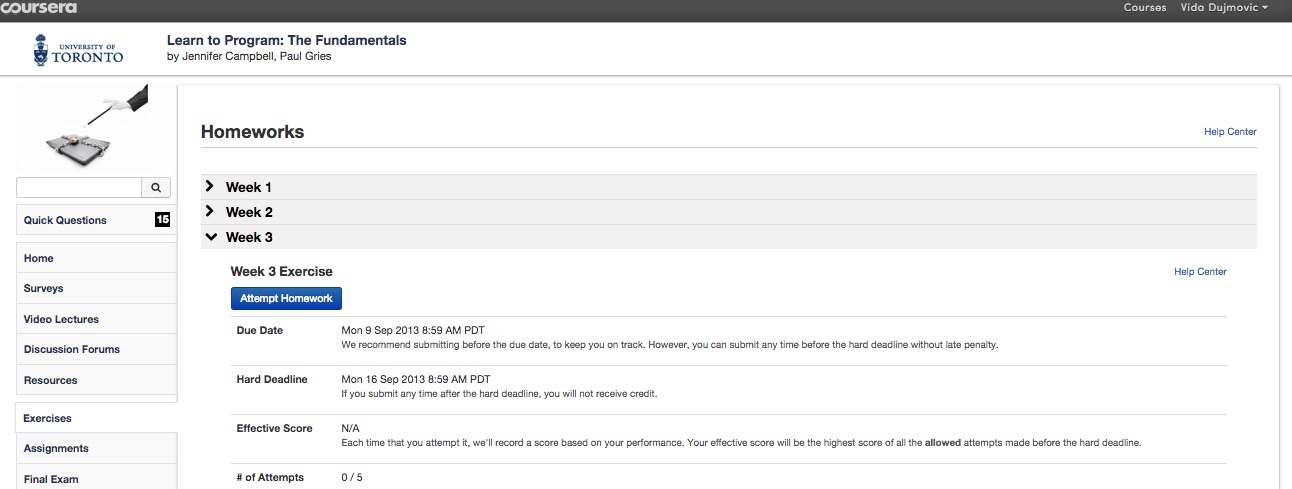 coursera
Courses Vida Dujmovic
UNIVERSITY OF
TORONTO
Learn to Program: The Fundamentals
by Jennifer Campbell, Paul Gries
Homeworks
Help Center
Quick Questions 15
Home
Surveys
Video Lectures
Discussion Forums
Resources
Exercises
Assignments
Final Exam
Week 1
Week 2
Week 3
Week 3 Exercise
Help Center
Attempt Homework
Due Date Mon 9 Sep 2013 8:59 AM PDT
We recommend submitting before the due date, to keep you on track. However, you can submit any time before the hard deadline without late penalty.
Hard Deadline Mon 16 Sep 2013 8:59 AM PDT
If you submit any time after the hard deadline, you will not receive credit.
Effective Score N/A
Each time that you attempt it, we'll record a score based on your performance. Your effective score will be the highest score of all the allowed attempts made before the hard deadline.
# of Attempts 0 / 5